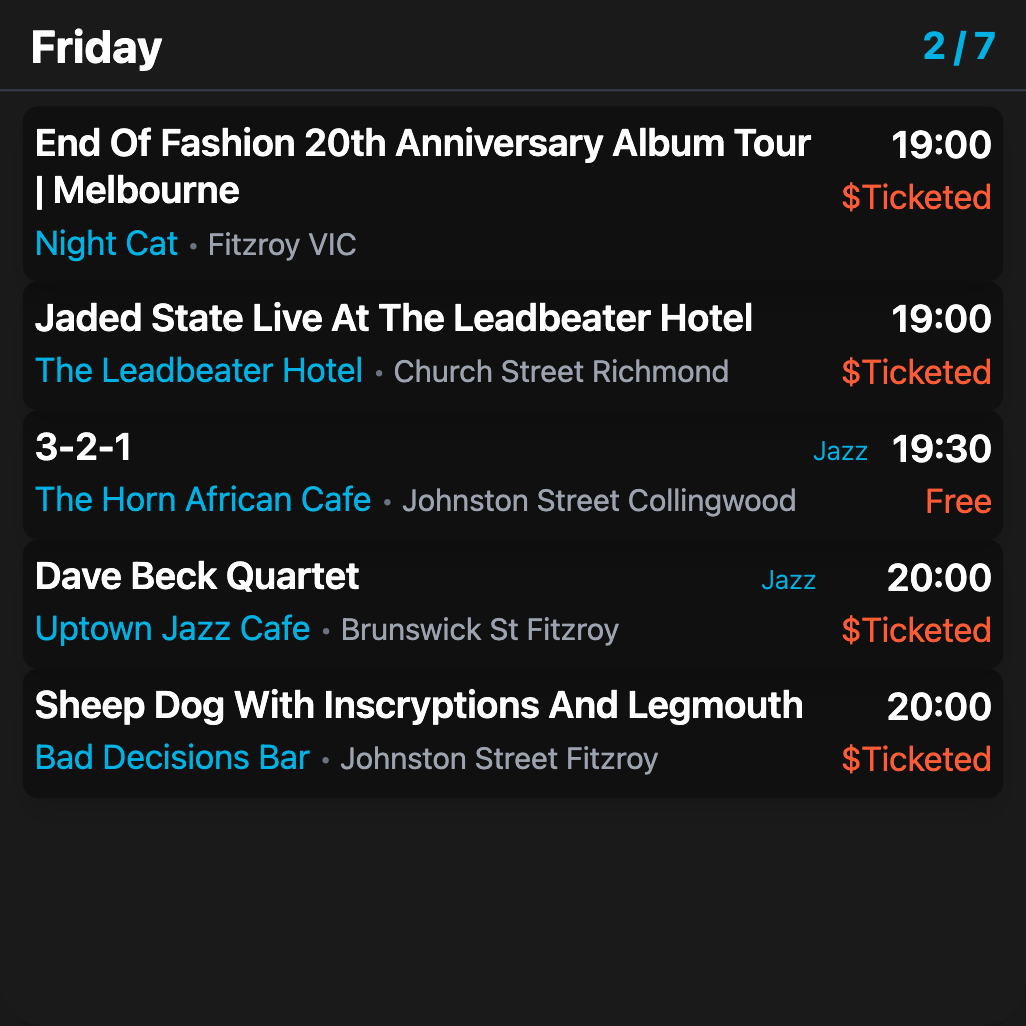 Friday 2 / 7
End Of Fashion 20th Anniversary Album Tour 19:00
| Melbourne $Ticketed
Night Cat • Fitzroy VIC
Jaded State Live At The Leadbeater Hotel 19:00
The Leadbeater Hotel • Church Street Richmond $Ticketed
3-2-1 Jazz 19:30
The Horn African Cafe • Johnston Street Collingwood Free
Dave Beck Quartet Jazz 20:00
Uptown Jazz Cafe • Brunswick St Fitzroy $Ticketed
Sheep Dog With Inscryptions And Legmouth 20:00
Bad Decisions Bar • Johnston Street Fitzroy $Ticketed